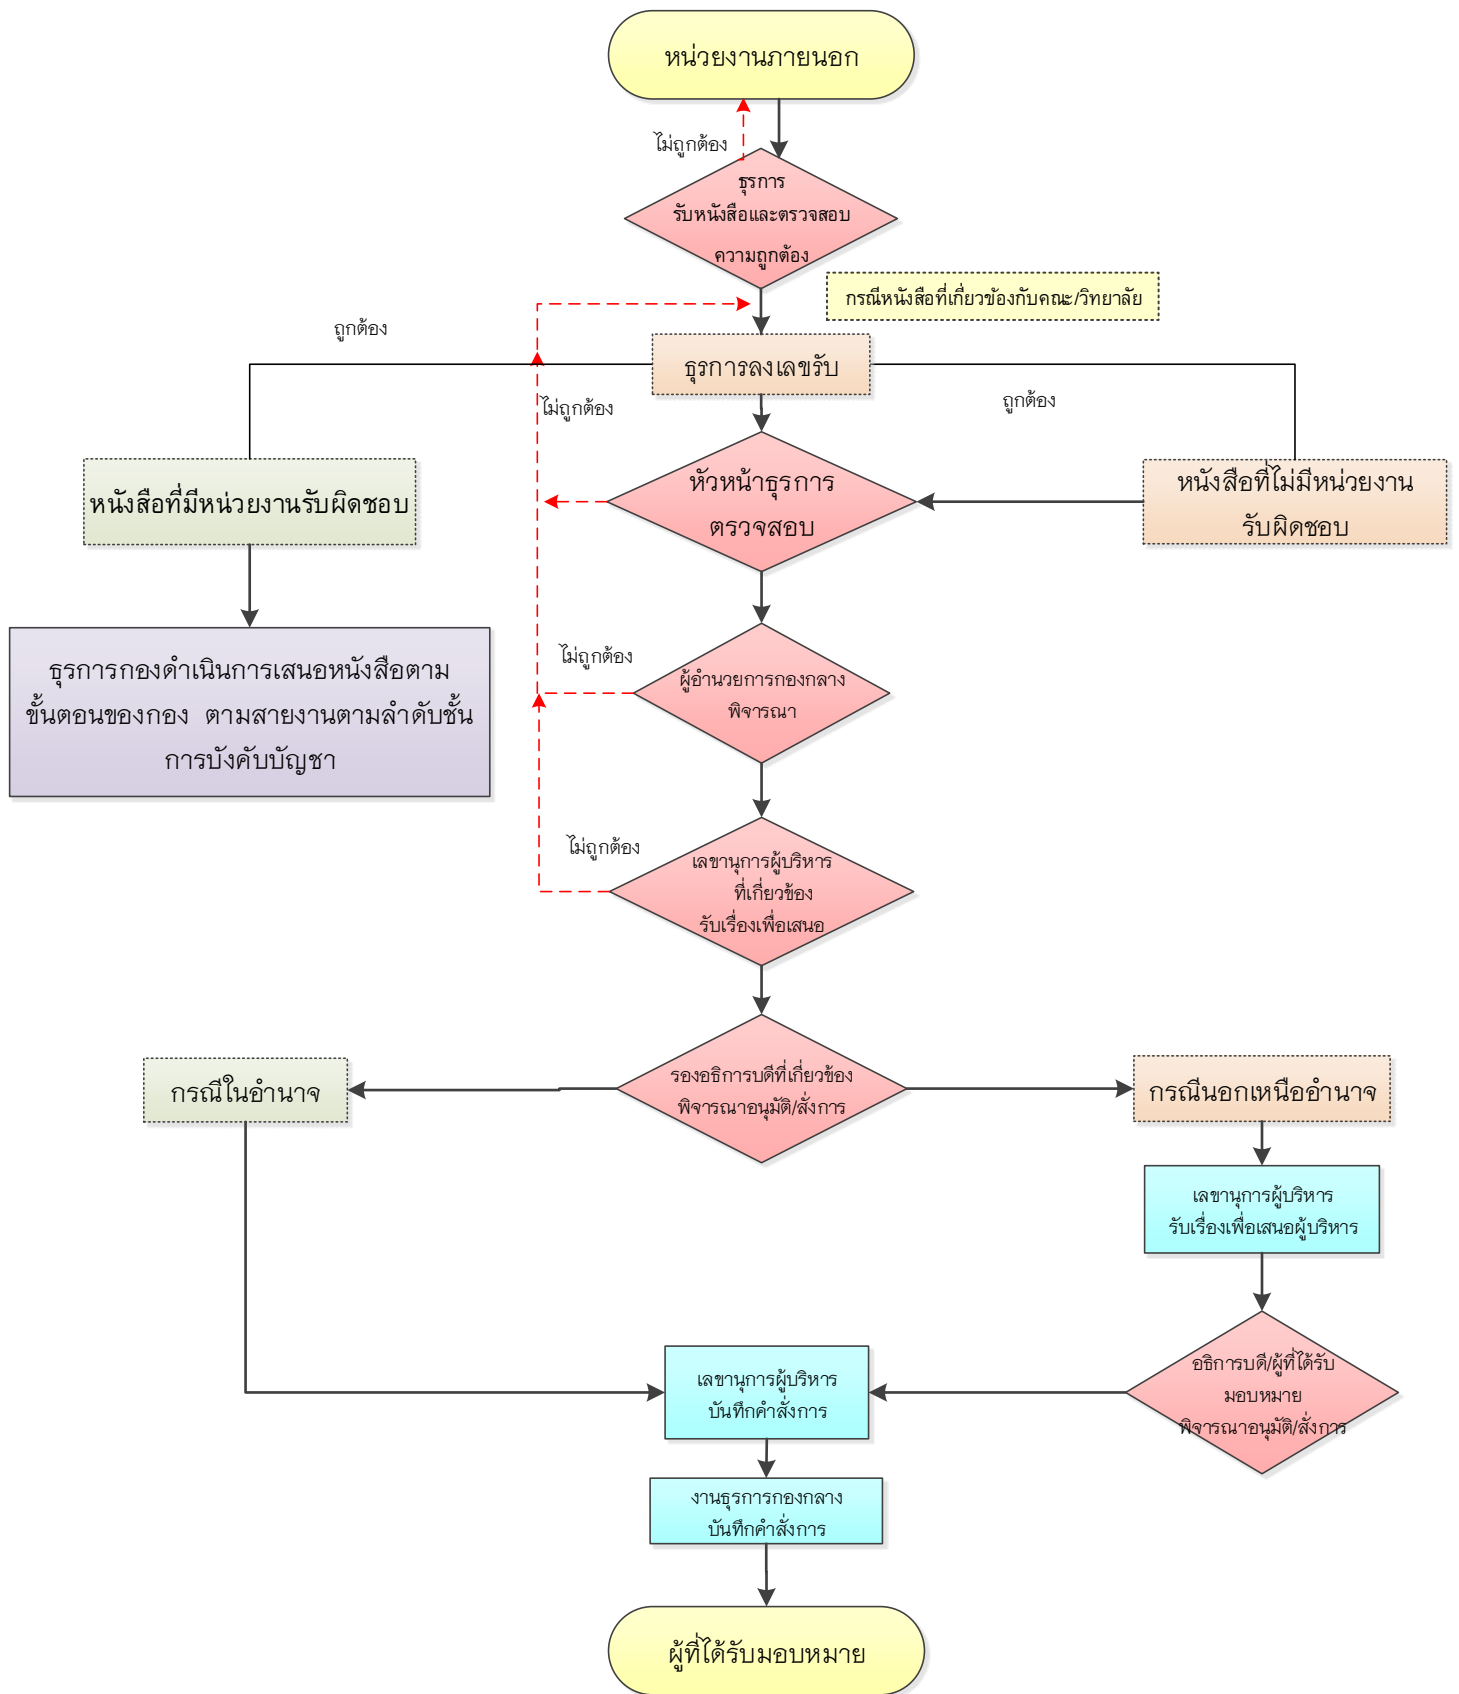 หน่วยงานภายนอก
ไม่ถูกต้อง
ธุรการ
รับหนังสือและตรวจสอบ
ความถูกต้อง
กรณีหนังสือที่เกี่ยวข้องกับคณะ/วิทยาลัย
ถูกต้อง
ธุรการลงเลขรับ
ไม่ถูกต้อง
ถูกต้อง
หนังสือที่มีหน่วยงานรับผิดชอบ
หัวหน้าธุรการ
ตรวจสอบ
หนังสือที่ไม่มีหน่วยงาน
รับผิดชอบ
ธุรการกองดำเนินการเสนอหนังสือตาม
ขั้นตอนของกอง ตามสายงานตามลำดับชั้น
การบังคับบัญชา
ไม่ถูกต้อง
ผู้อำนวยการกองกลาง
พิจารณา
ไม่ถูกต้อง
เลขานุการผู้บริหาร
ที่เกี่ยวข้อง
รับเรื่องเพื่อเสนอ
กรณีในอำนาจ
รองอธิการบดีที่เกี่ยวข้อง
พิจารณาอนุมัติ/สั่งการ
กรณีนอกเหนืออำนาจ
เลขานุการผู้บริหาร
รับเรื่องเพื่อเสนอผู้บริหาร
เลขานุการผู้บริหาร
บันทึกคำสั่งการ
อธิการบดี/ผู้ที่ได้รับ
มอบหมาย
พิจารณาอนุมัติ/สั่งการ
งานธุรการกองกลาง
บันทึกคำสั่งการ
ผู้ที่ได้รับมอบหมาย